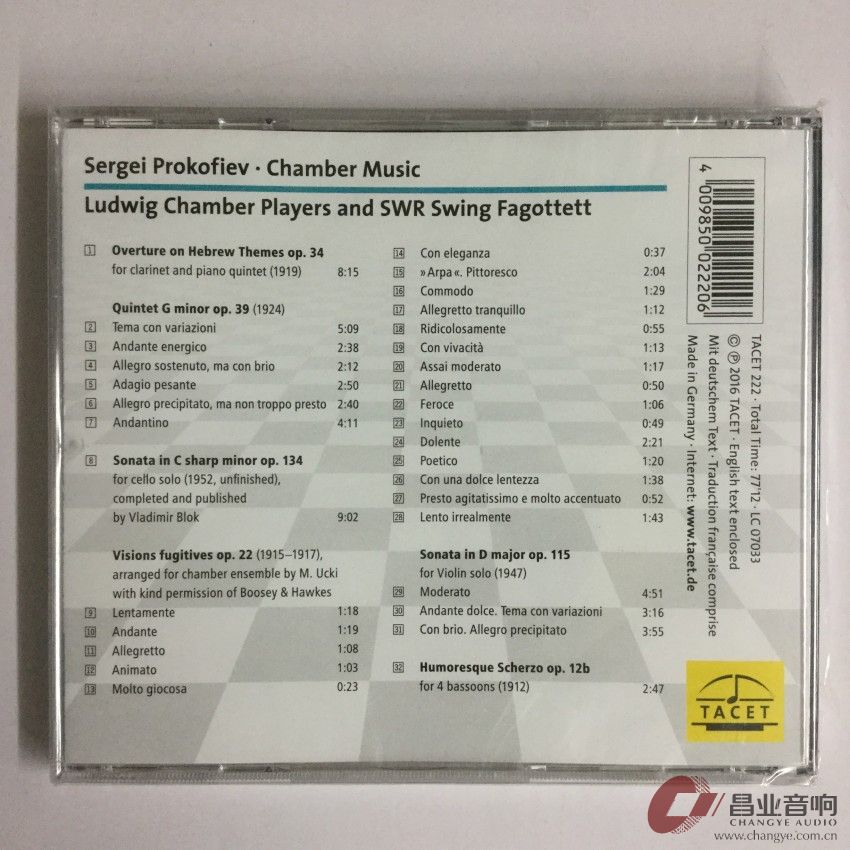 Sergei Prokofiev · Chamber Music
Ludwig Chamber Players and SWR Swing Fagottett
1 Overture on Hebrew Themes op. 34
for clarinet and piano quintet (1919) 8:15
Quintet G minor op. 39 (1924)
2 Tema con variazioni 5:09
3 Andante energico 2:38
4 Allegro sostenuto, ma con brio 2:12
5 Adagio pesante 2:50
6 Allegro precipitato, ma non troppo presto 2:40
7 Andantino 4:11
8 Sonata in C sharp minor op. 134
for cello solo (1952, unfinished),
completed and published
by Vladimir Blok 9:02
Visions fugitives op. 22 (1915–1917),
arranged for chamber ensemble by M. Ucki
with kind permission of Boosey & Hawkes
9 Lentamente 1:18
10 Andante 1:19
11 Allegretto 1:08
12 Animato 1:03
13 Molto giocosa 0:23
14 Con eleganza 0:37
15 »Arpa«. Pittoresco 2:04
16 Commodo 1:29
17 Allegretto tranquillo 1:12
18 Ridicolosamente 0:55
19 Con vivacità 1:13
20 Assai moderato 1:17
21 Allegretto 0:50
22 Feroce 1:06
23 Inquieto 0:49
24 Dolente 2:21
25 Poetico 1:20
26 Con una dolce lentezza 1:38
27 Presto agitatissimo e molto accentuato 0:52
28 Lento irrealmente 1:43
Sonata in D major op. 115
for Violin solo (1947)
29 Moderato 4:51
30 Andante dolce. Tema con variazioni 3:16
31 Con brio. Allegro precipitato 3:55
32 Humoresque Scherzo op. 12b
for 4 bassoons (1912) 2:47
4 009850 022206
TACET 222 · Total Time: 77'12 · LC 07033
© ℗ 2016 TACET · English text enclosed
Mit deutschem Text · Traduction française comprise
Made in Germany · Internet: www.tacet.de
TACET
昌业音响
CHANGYE AUDIO
www.changye.com.cn